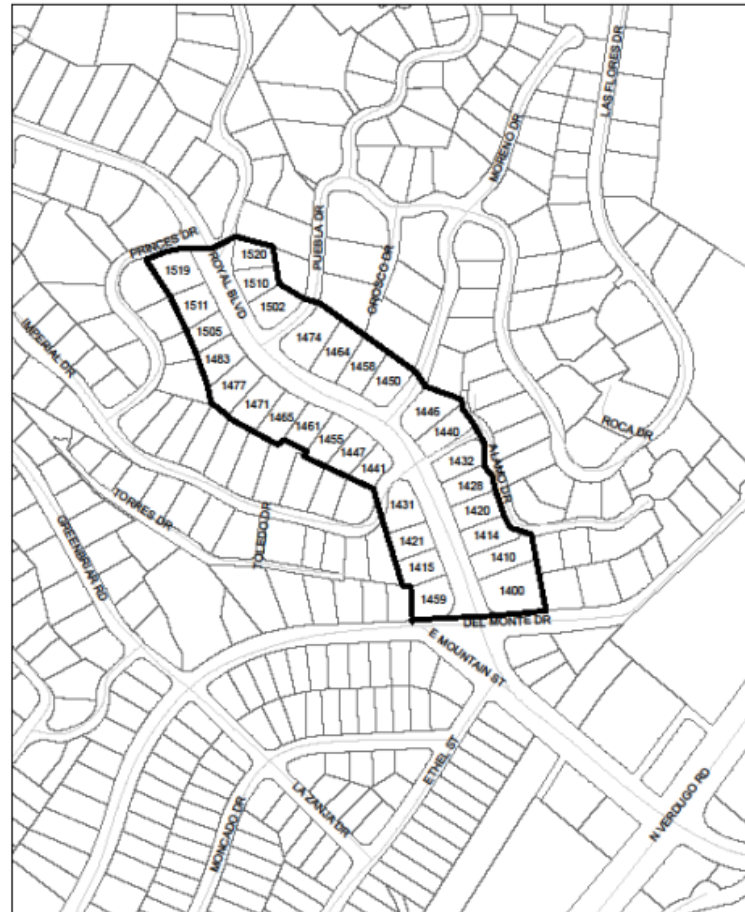 LAS FLORES DR
MORENO DR
PRINCES DR
PUEBLA DR
OROSCO DR
ROYAL BLVD
1520
1519
1510
1502
1511
1505
1474
1464
1458
1450
1483
1477
1471
1465
1461
1455
1447
1441
IMPERIAL DR
1446
1440
ROCA DR
1432
ALANO DR
1428
1431
1420
1421
1414
1410
1415
1400
1459
TORRES DR
TOLEDO DR
GREENBRIAR RD
DEL MONTE DR
E MOUNTAIN ST
ETHEL ST
LA ZANJA DR
MONCADO DR
N VERDUGO RD